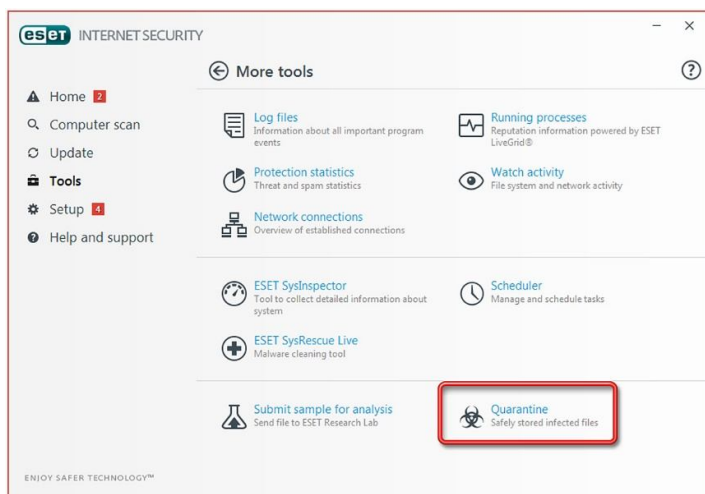 eset INTERNET SECURITY
More tools
Home 2
Computer scan
Update
Tools
Setup 4
Help and support
Log files
Information about all important program
events
Running processes
Reputation information powered by ESET
LiveGrid®
Protection statistics
Threat and spam statistics
Watch activity
File system and network activity
Network connections
Overview of established connections
ESET SysInspector
Tool to collect detailed information about
system
Scheduler
Manage and schedule tasks
ESET SysRescue Live
Malware cleaning tool
Submit sample for analysis
Send file to ESET Research Lab
Quarantine
Safely stored infected files
ENJOY SAFER TECHNOLOGY™